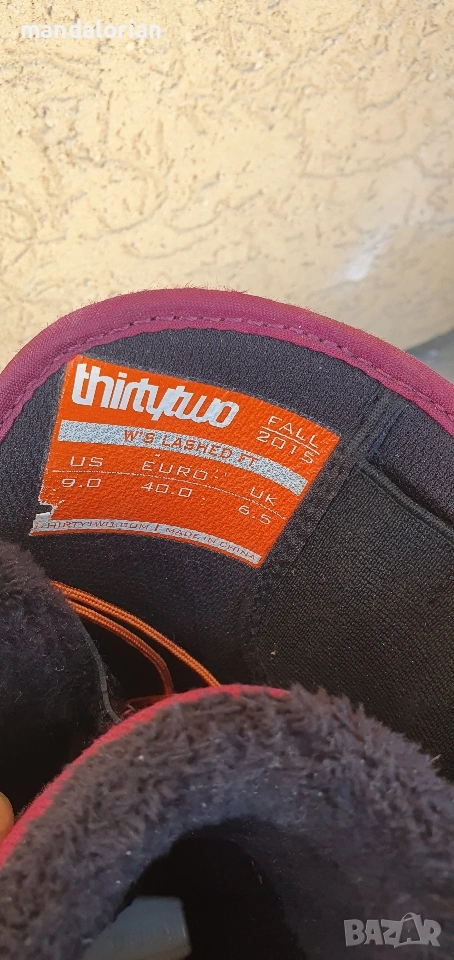 mandalorian
thirtytwo
FALL
2015
W'S LASHED FT
US EURO: UK
9.0 40.0 6.5
THIRTYTWO.COM | MADE IN CHINA
BAZAR